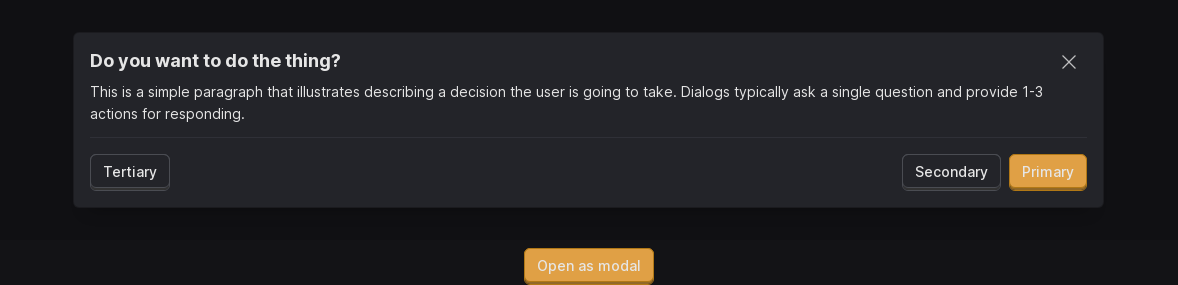 Do you want to do the thing?
This is a simple paragraph that illustrates describing a decision the user is going to take. Dialogs typically ask a single question and provide 1-3
actions for responding.
Tertiary
Secondary
Primary
Open as modal